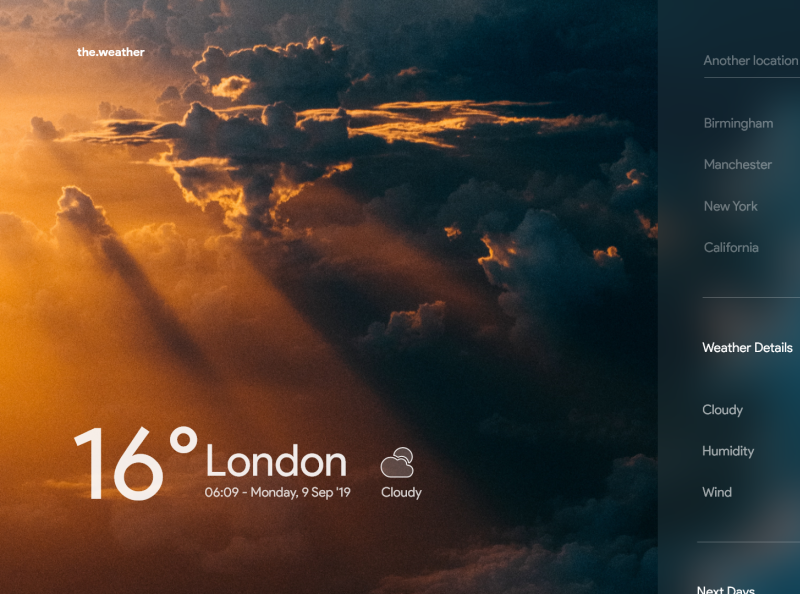 the.weather
16°
London
06:09 - Monday, 9 Sep '19
Cloudy
Another location
Birmingham
Manchester
New York
California
Weather Details
Cloudy
Humidity
Wind
Next Days